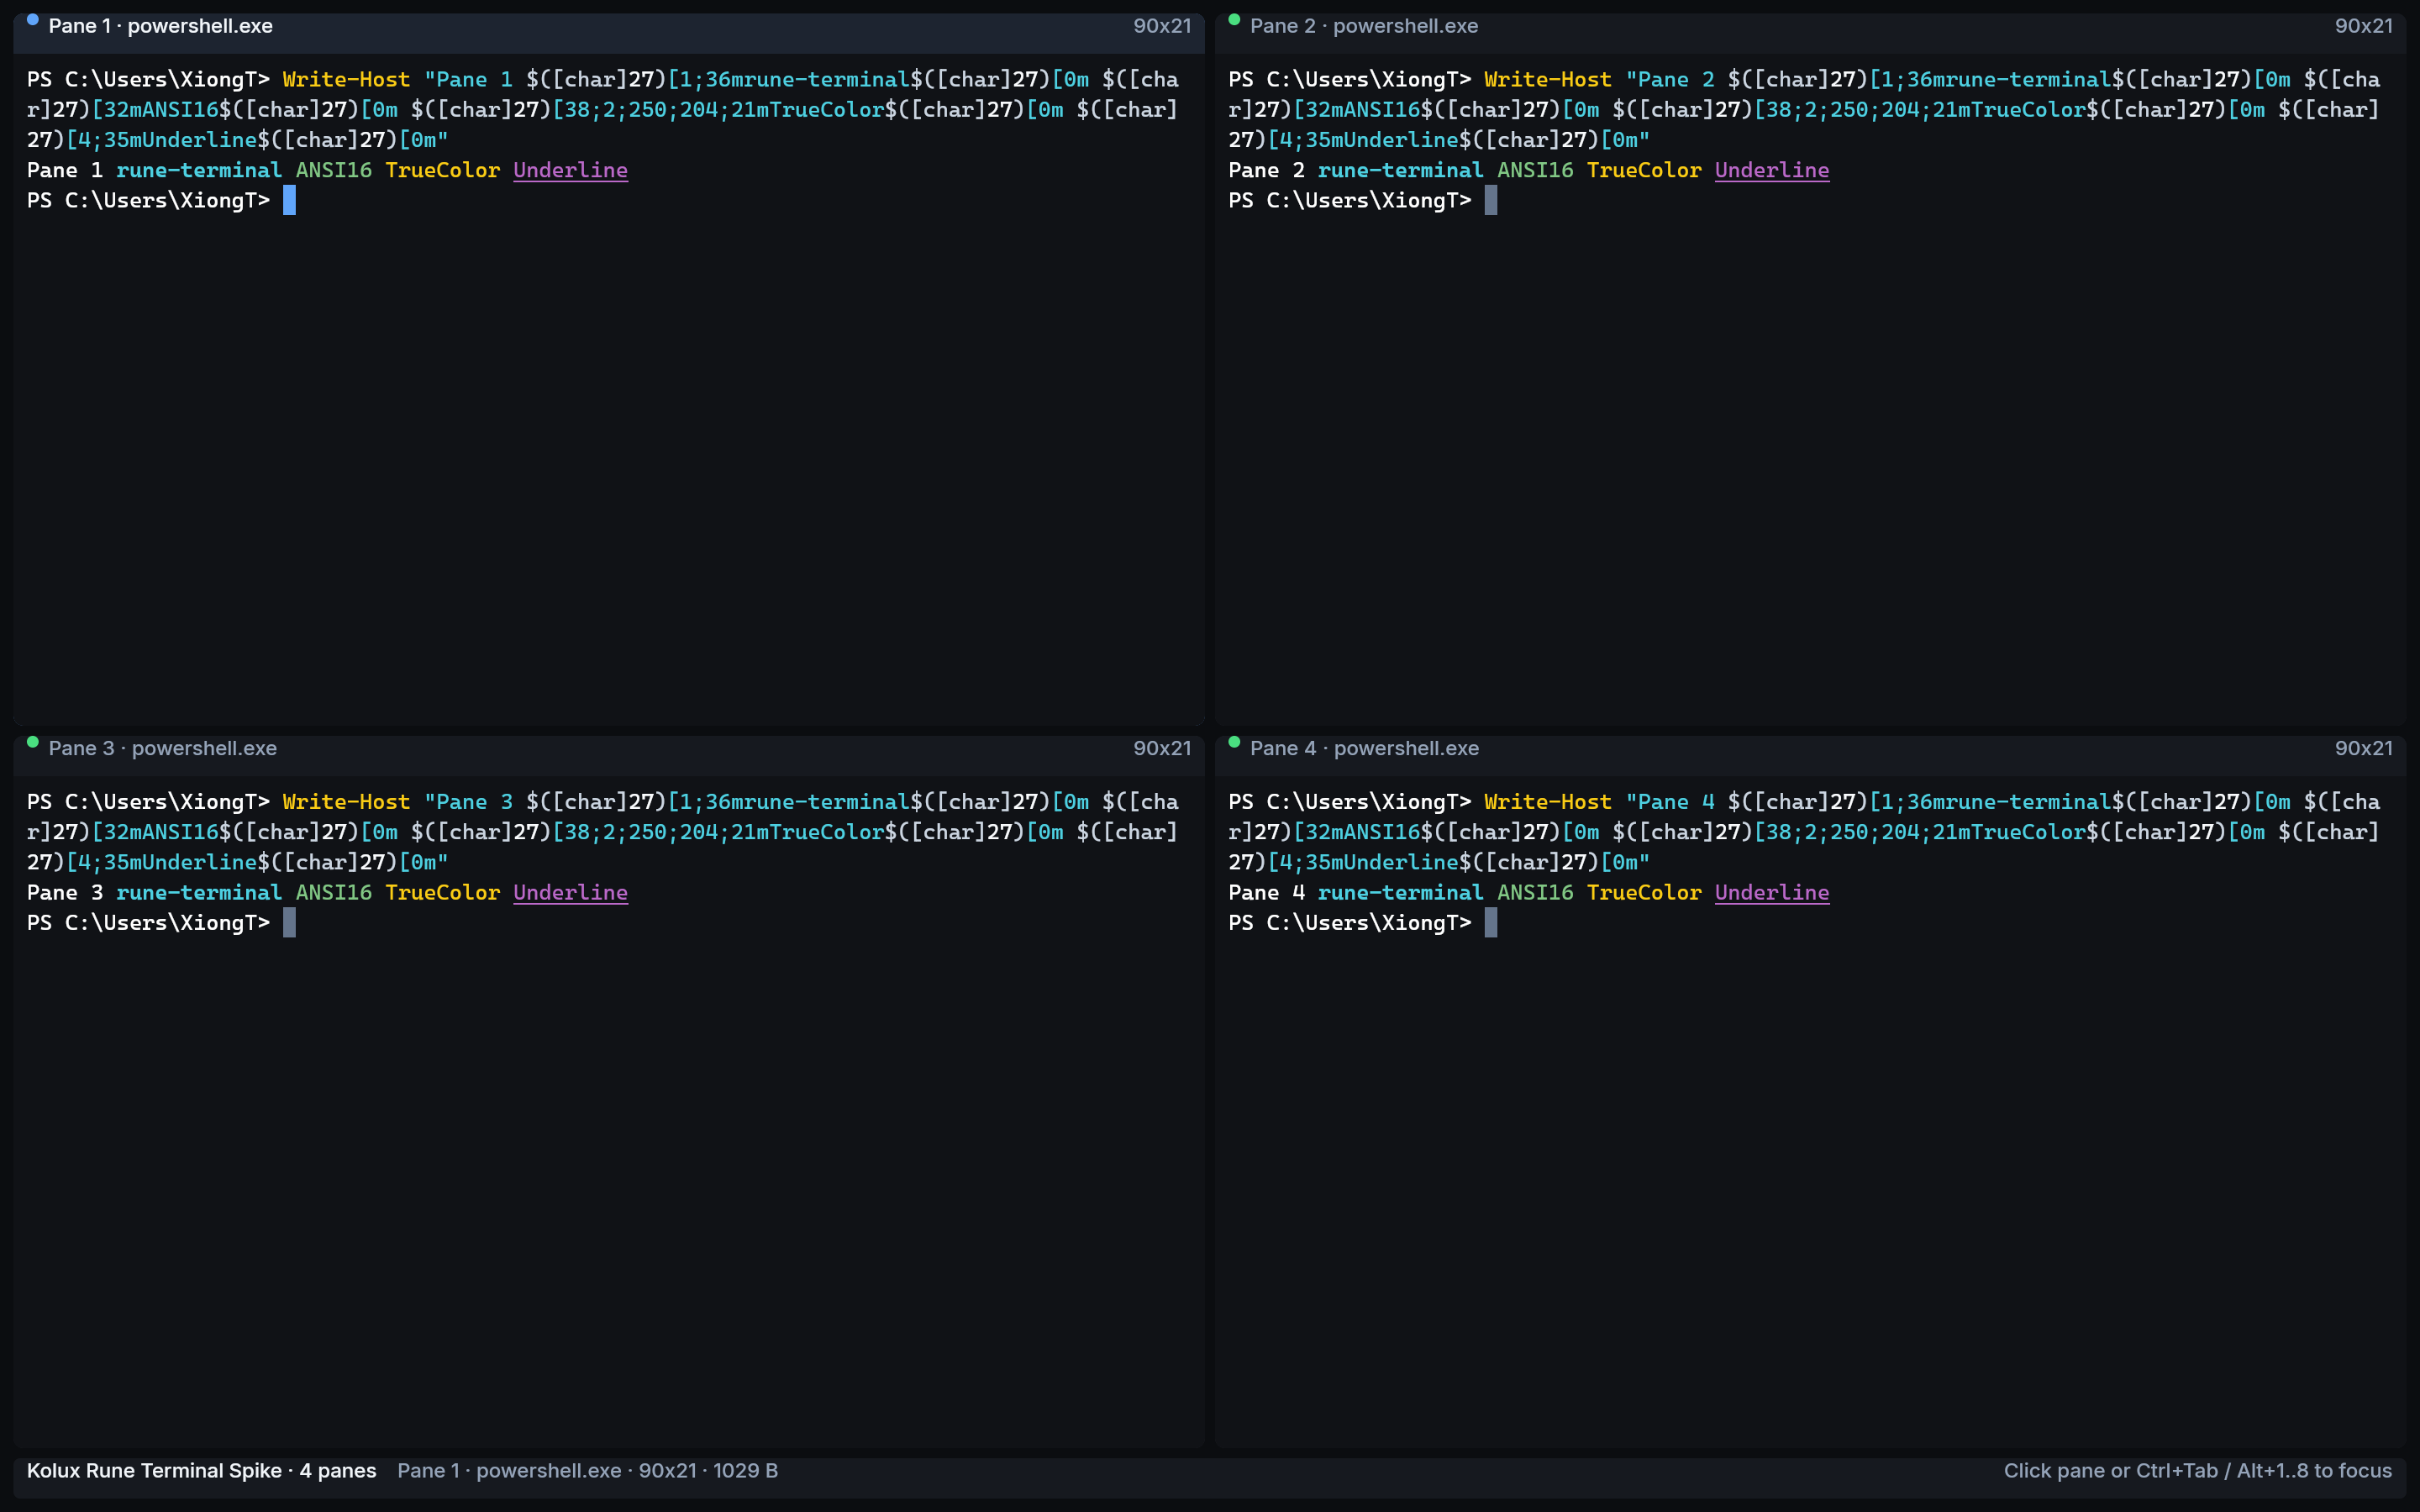 Pane 1 · powershell.exe 90x21
PS C:\Users\XiongT> Write-Host "Pane 1 $([char]27)[1;36mrune-terminal$([char]27)[0m $([cha
r]27)[32mANSI16$([char]27)[0m $([char]27)[38;2;250;204;21mTrueColor$([char]27)[0m $([char]
27)[4;35mUnderline$([char]27)[0m"
Pane 1 rune-terminal ANSI16 TrueColor Underline
PS C:\Users\XiongT>
Pane 2 · powershell.exe 90x21
PS C:\Users\XiongT> Write-Host "Pane 2 $([char]27)[1;36mrune-terminal$([char]27)[0m $([cha
r]27)[32mANSI16$([char]27)[0m $([char]27)[38;2;250;204;21mTrueColor$([char]27)[0m $([char]
27)[4;35mUnderline$([char]27)[0m"
Pane 2 rune-terminal ANSI16 TrueColor Underline
PS C:\Users\XiongT>
Pane 3 · powershell.exe 90x21
PS C:\Users\XiongT> Write-Host "Pane 3 $([char]27)[1;36mrune-terminal$([char]27)[0m $([cha
r]27)[32mANSI16$([char]27)[0m $([char]27)[38;2;250;204;21mTrueColor$([char]27)[0m $([char]
27)[4;35mUnderline$([char]27)[0m"
Pane 3 rune-terminal ANSI16 TrueColor Underline
PS C:\Users\XiongT>
Pane 4 · powershell.exe 90x21
PS C:\Users\XiongT> Write-Host "Pane 4 $([char]27)[1;36mrune-terminal$([char]27)[0m $([cha
r]27)[32mANSI16$([char]27)[0m $([char]27)[38;2;250;204;21mTrueColor$([char]27)[0m $([char]
27)[4;35mUnderline$([char]27)[0m"
Pane 4 rune-terminal ANSI16 TrueColor Underline
PS C:\Users\XiongT>
Kolux Rune Terminal Spike · 4 panes Pane 1 · powershell.exe · 90x21 · 1029 B Click pane or Ctrl+Tab / Alt+1..8 to focus